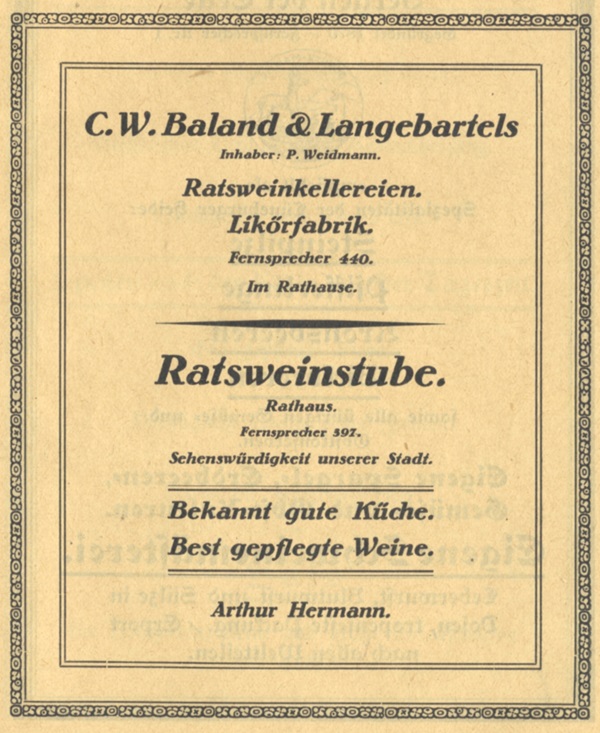 C. W. Baland & Langebartels
Inhaber: P. Weidmann.
Ratsweinkellereien.
Likörfabrik.
Fernsprecher 440.
Im Rathause.
Ratsweinstube.
Rathaus.
Fernsprecher 397.
Sehenswürdigkeit unserer Stadt.
Bekannt gute Küche.
Best gepflegte Weine.
Arthur Hermann.